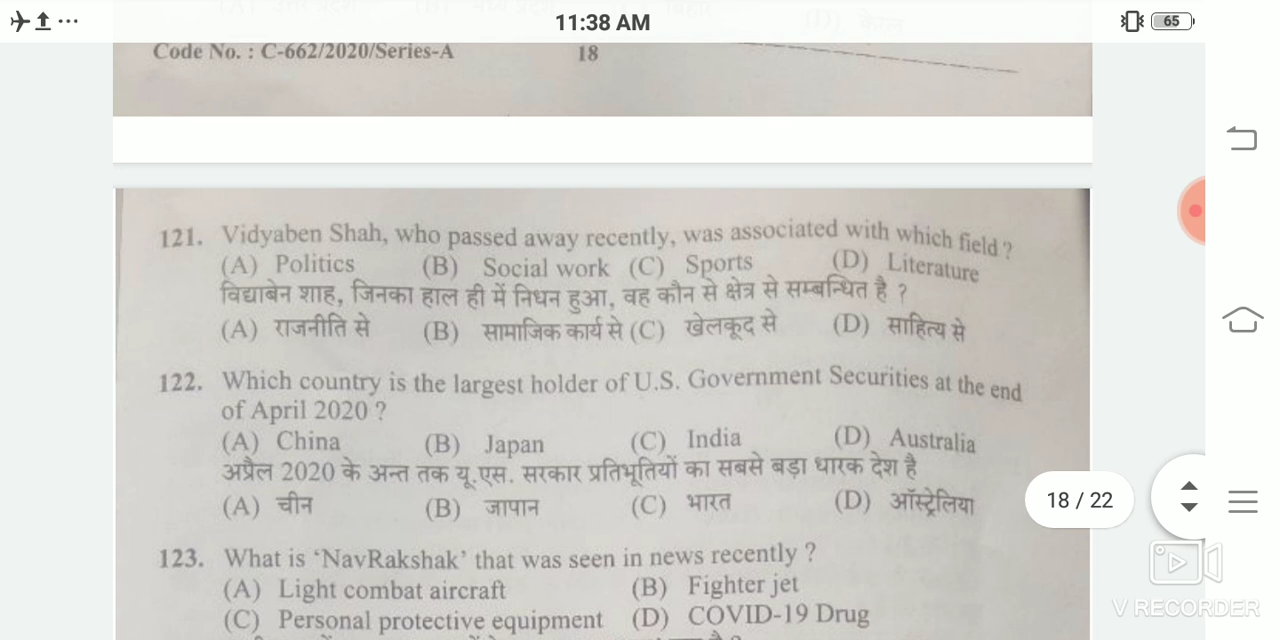 11:38 AM
65
Code No. : C-662/2020/Series-A 18
121. Vidyaben Shah, who passed away recently, was associated with which field ?
(A) Politics (B) Social work (C) Sports (D) Literature
विद्याबेन शाह, जिनका हाल ही में निधन हुआ, वह कौन से क्षेत्र से सम्बन्धित है ?
(A) राजनीति से (B) सामाजिक कार्य से (C) खेलकूद से (D) साहित्य से
122. Which country is the largest holder of U.S. Government Securities at the end
of April 2020 ?
(A) China (B) Japan (C) India (D) Australia
अप्रैल 2020 के अन्त तक यू.एस. सरकार प्रतिभूतियों का सबसे बड़ा धारक देश है
(A) चीन (B) जापान (C) भारत (D) ऑस्ट्रेलिया
18 / 22
123. What is ‘NavRakshak’ that was seen in news recently ?
(A) Light combat aircraft (B) Fighter jet
(C) Personal protective equipment (D) COVID-19 Drug
V RECORDER